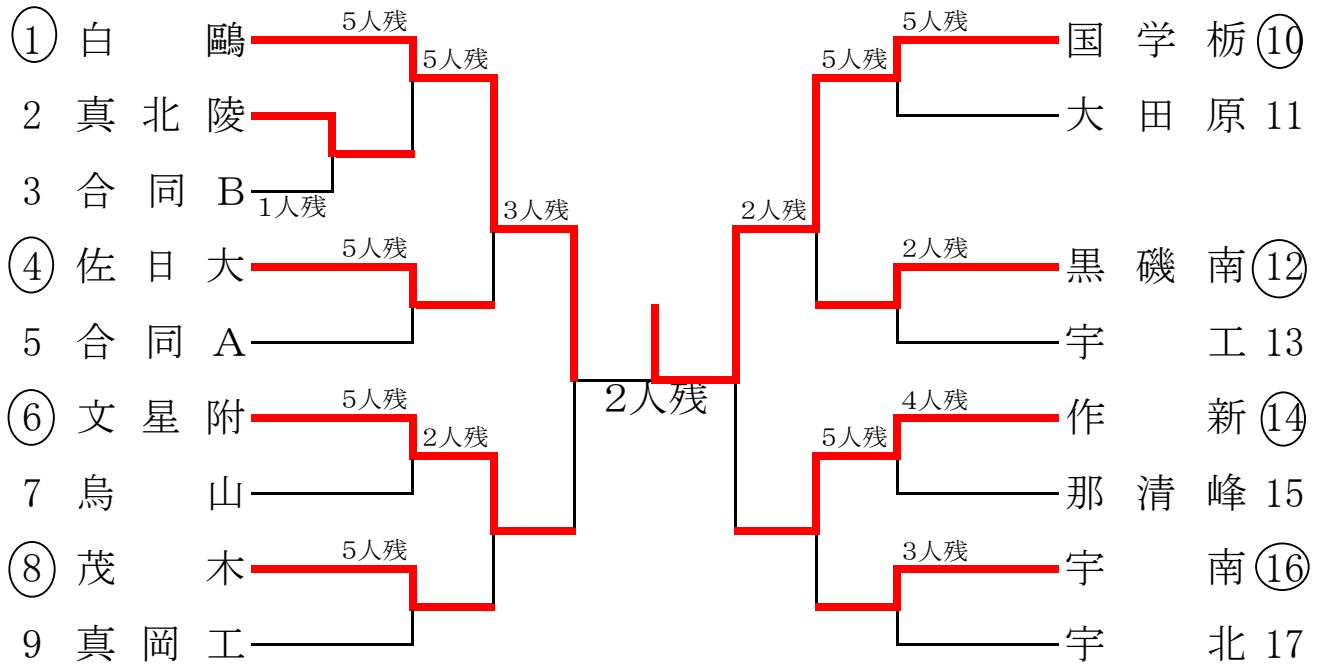 5人残 5人残
① 白鷗 国学栃 ⑩
5人残 5人残
2 真北陵 大田原 11
3 合同B
1人残
3人残 2人残
5人残 2人残
④ 佐日大 黒磯南 ⑫
5 合同A 宇工 13
5人残 4人残
2人残
⑥ 文星附 作新 ⑭
2人残 5人残
7 烏山 那清峰 15
5人残 3人残
⑧ 茂木 宇南 ⑯
9 真岡工 宇北 17